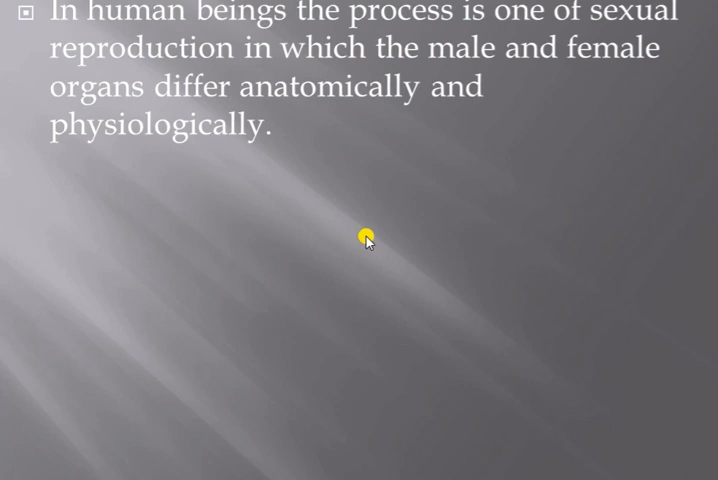 In human beings the process is one of sexual
reproduction in which the male and female
organs differ anatomically and
physiologically.